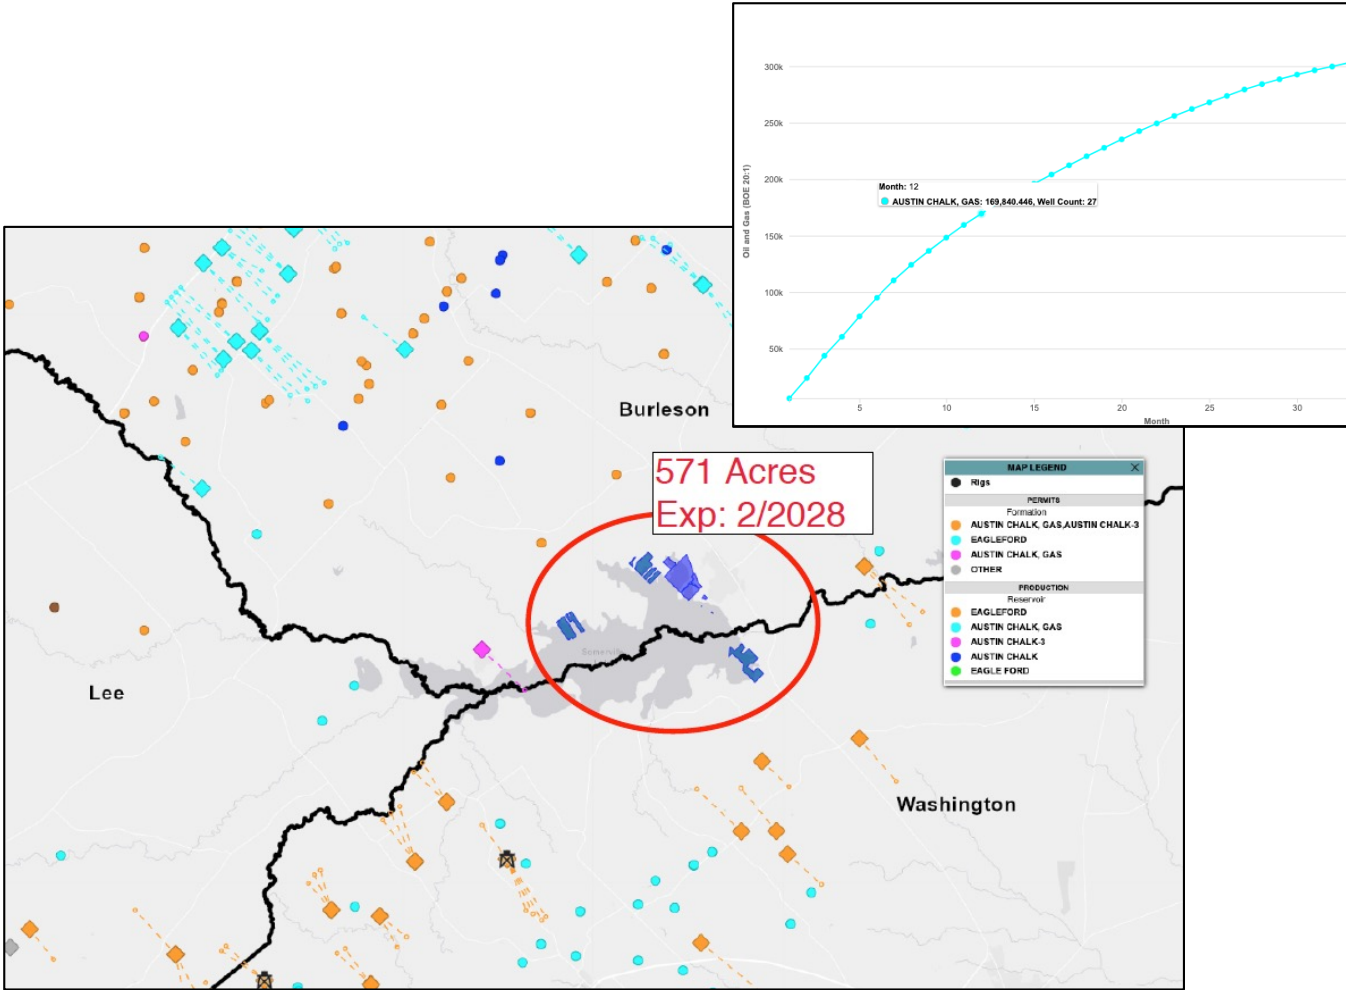 300k
250k
200k
150k
100k
50k
Oil and Gas (BOE 20:1)
Month: 12
AUSTIN CHALK, GAS: 169,840.446, Well Count: 27
5 10 15 20 25 30
Month
Burleson
571 Acres
Exp: 2/2028
MAP LEGEND
Rigs
PERMITS
Formation
AUSTIN CHALK, GAS,AUSTIN CHALK-3
EAGLEFORD
AUSTIN CHALK, GAS
OTHER
PRODUCTION
Reservoir
EAGLEFORD
AUSTIN CHALK, GAS
AUSTIN CHALK-3
AUSTIN CHALK
EAGLE FORD
Somerville
Lee
Washington